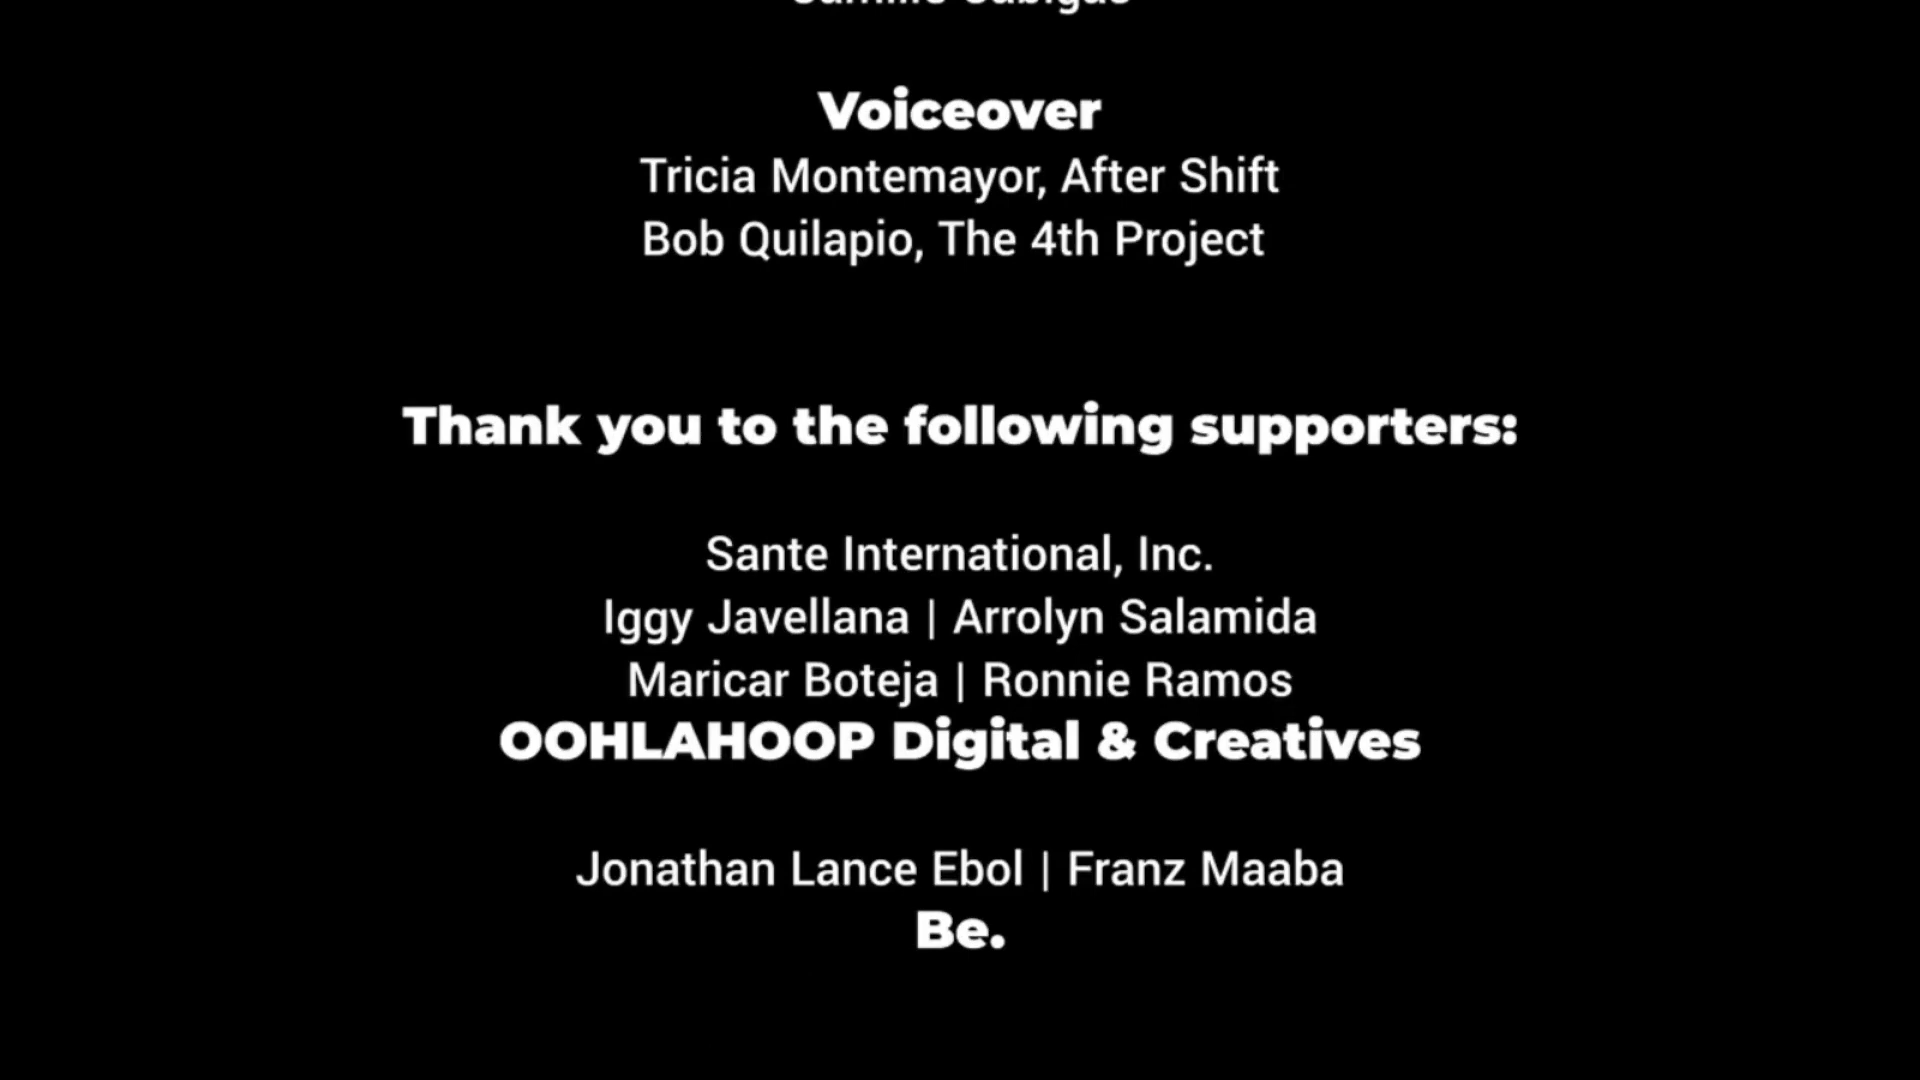 Voiceover
Tricia Montemayor, After Shift
Bob Quilapio, The 4th Project
Thank you to the following supporters:
Sante International, Inc.
Iggy Javellana | Arrolyn Salamida
Maricar Boteja | Ronnie Ramos
OOHLAHOOP Digital & Creatives
Jonathan Lance Ebol | Franz Maaba
Be.